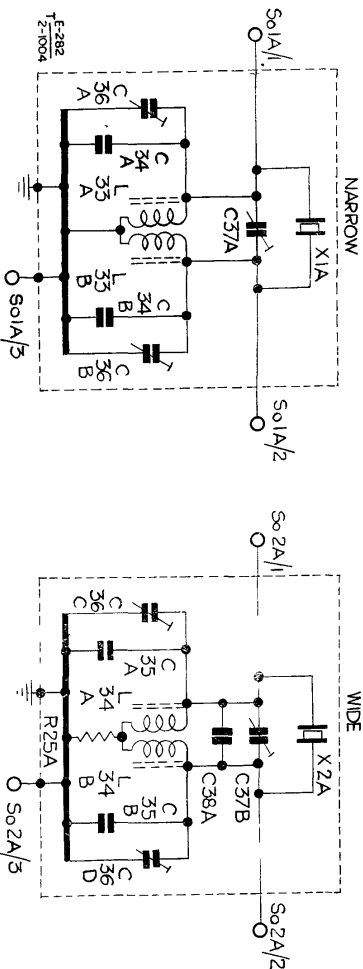 NARROW
So1A/1
So1A/2
X1A
C37A
C
36
A
C
34
A
L
33
A
L
33
B
C
34
B
C
36
B
So1A/3
T E-282
2-1004
WIDE
So2A/1
So2A/2
X2A
C37B
C38A
C
36
C
C
35
A
L
34
A
L
34
B
C
35
B
C
36
D
R25A
So2A/3